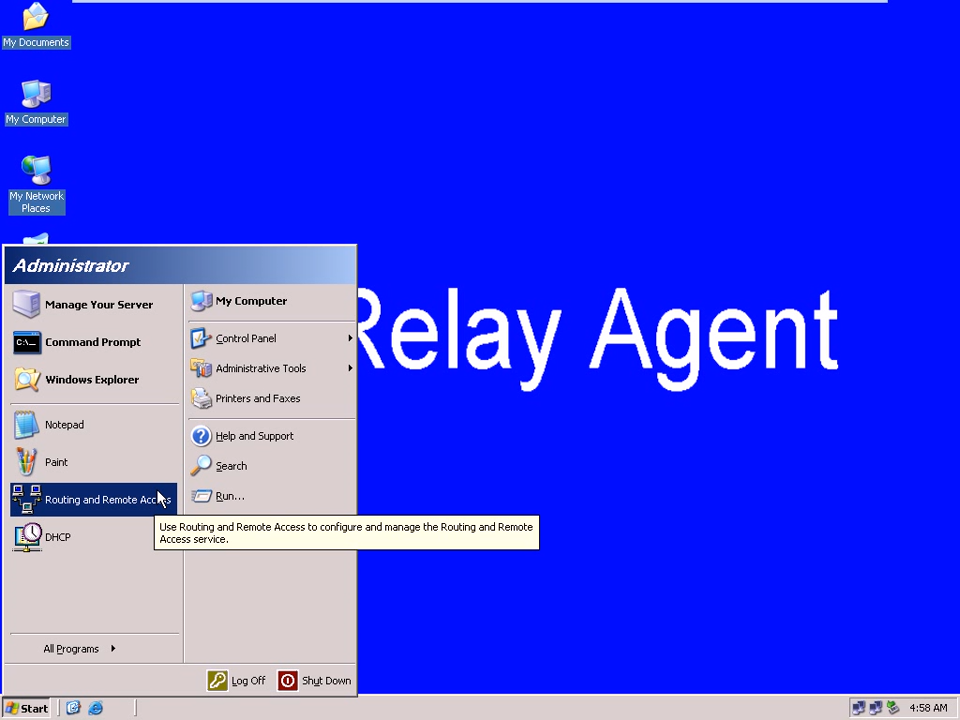 My Documents
My Computer
My Network
Places
Relay Agent
Administrator
Manage Your Server
Command Prompt
Windows Explorer
Notepad
Paint
Routing and Remote Access
DHCP
All Programs
My Computer
Control Panel
Administrative Tools
Printers and Faxes
Help and Support
Search
Run...
Use Routing and Remote Access to configure and manage the Routing and Remote
Access service.
Log Off
Shut Down
Start
4:58 AM